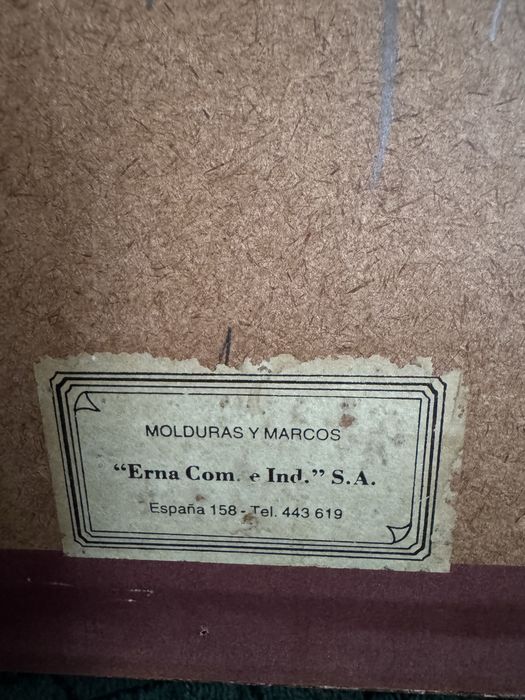 MOLDURAS Y MARCOS
“Erna Com. e Ind.” S.A.
España 158 - Tel. 443 619